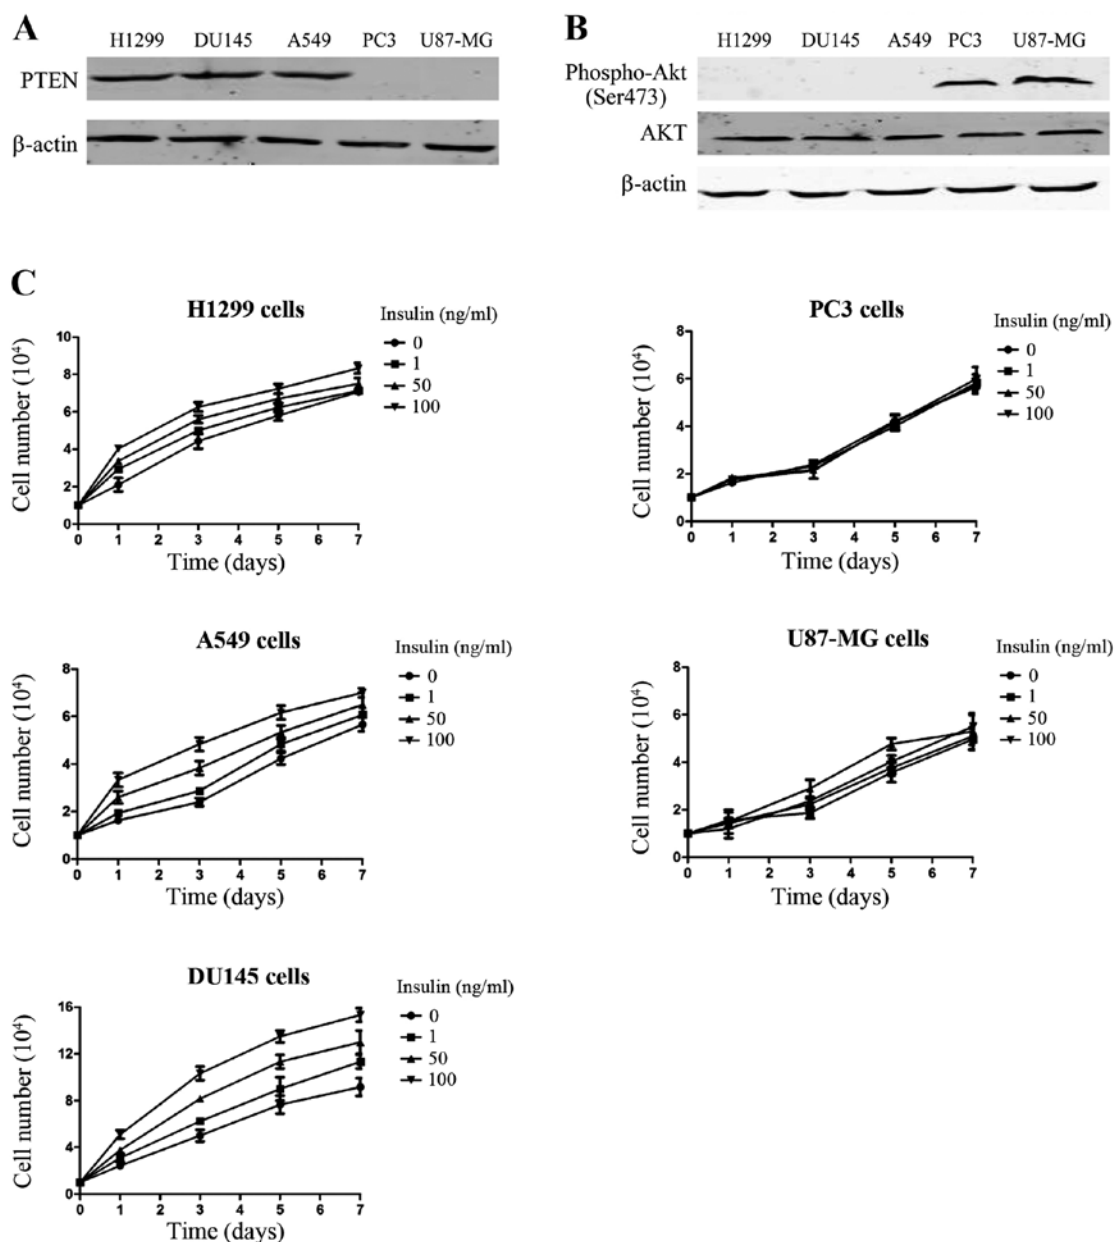 A
H1299 DU145 A549 PC3 U87-MG
PTEN
β-actin
B
H1299 DU145 A549 PC3 U87-MG
Phospho-Akt
(Ser473)
AKT
β-actin
C
H1299 cells
Insulin (ng/ml)
0
1
50
100
Cell number (10⁴)
10
8
6
4
2
0
0 1 2 3 4 5 6 7
Time (days)
PC3 cells
Insulin (ng/ml)
0
1
50
100
Cell number (10⁴)
8
6
4
2
0
0 1 2 3 4 5 6 7
Time (days)
A549 cells
Insulin (ng/ml)
0
1
50
100
Cell number (10⁴)
8
6
4
2
0
0 1 2 3 4 5 6 7
Time (days)
U87-MG cells
Insulin (ng/ml)
0
1
50
100
Cell number (10⁴)
8
6
4
2
0
0 1 2 3 4 5 6 7
Time (days)
DU145 cells
Insulin (ng/ml)
0
1
50
100
Cell number (10⁴)
16
12
8
4
0
0 1 2 3 4 5 6 7
Time (days)